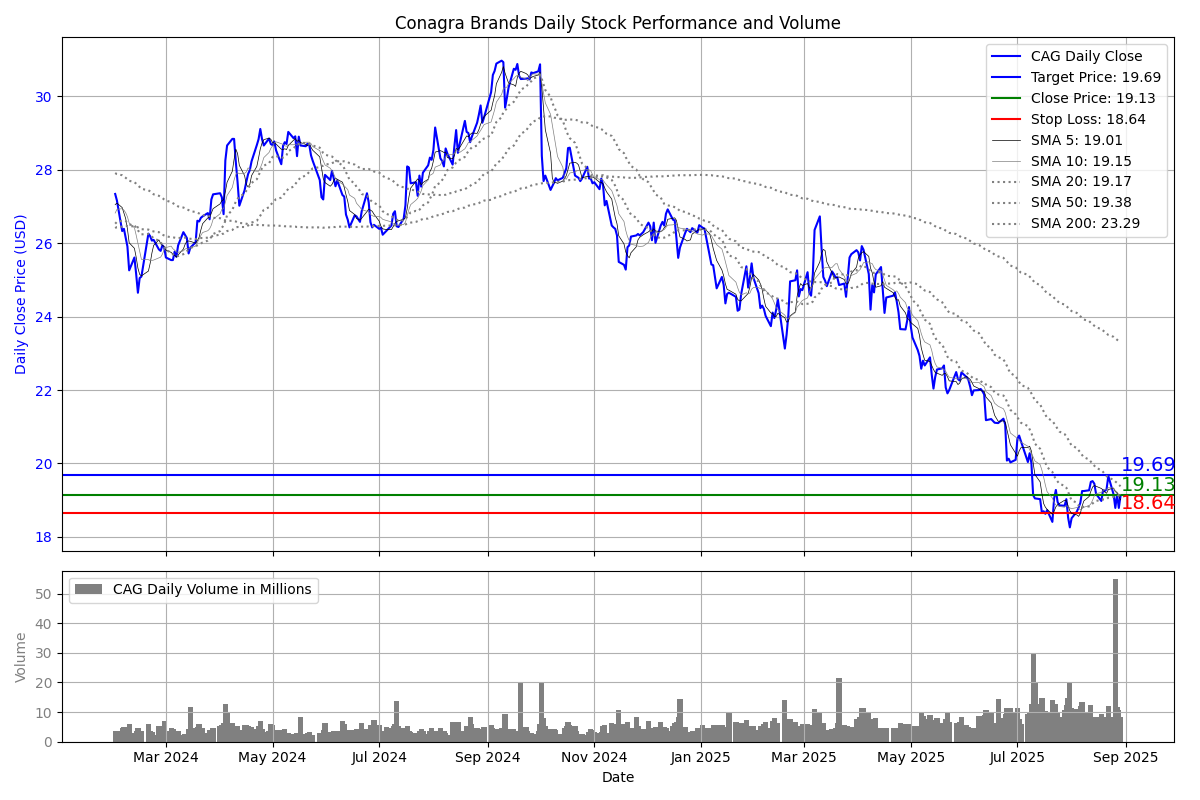 Conagra Brands Daily Stock Performance and Volume
Daily Close Price (USD)
30
28
26
24
22
20
18
CAG Daily Close
Target Price: 19.69
Close Price: 19.13
Stop Loss: 18.64
SMA 5: 19.01
SMA 10: 19.15
SMA 20: 19.17
SMA 50: 19.38
SMA 200: 23.29
19.69
19.13
18.64
Volume
50
40
30
20
10
0
CAG Daily Volume in Millions
Mar 2024
May 2024
Jul 2024
Sep 2024
Nov 2024
Jan 2025
Mar 2025
May 2025
Jul 2025
Sep 2025
Date